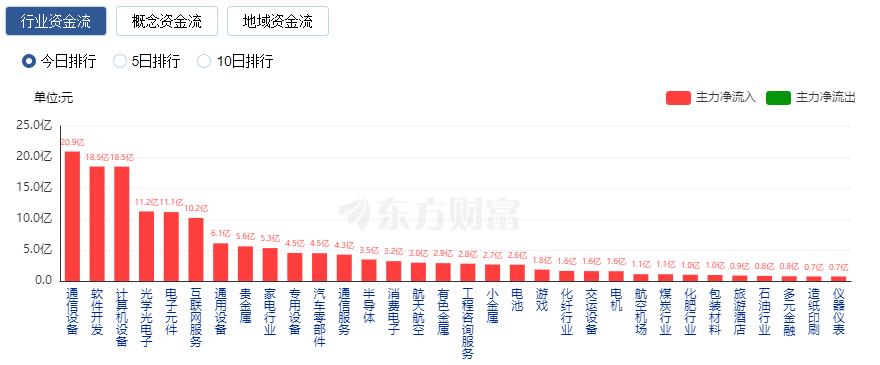 行业资金流 概念资金流 地域资金流
今日排行 5日排行 10日排行
单位:元 主力净流入 主力净流出
25.0亿
20.0亿
15.0亿
10.0亿
5.0亿
0.0
20.9亿 18.5亿 18.5亿 11.2亿 11.1亿 10.2亿 6.1亿 5.6亿 5.3亿 4.5亿 4.5亿 4.3亿 3.5亿 3.2亿 3.0亿 2.9亿 2.8亿 2.7亿 2.6亿 1.8亿 1.6亿 1.6亿 1.6亿 1.1亿 1.1亿 1.0亿 1.0亿 0.9亿 0.8亿 0.8亿 0.7亿 0.7亿
东方财富
通信设备
软件开发
计算机设备
光学光电子
电子元件
互联网服务
通用设备
贵金属
家电行业
专用设备
汽车零部件
通信服务
半导体
消费电子
航天航空
有色金属
工程咨询服务
小金属
电池
游戏
化纤行业
交运设备
电机
航空机场
煤炭行业
化肥行业
包装材料
旅游酒店
石油行业
多元金融
造纸印刷
仪器仪表